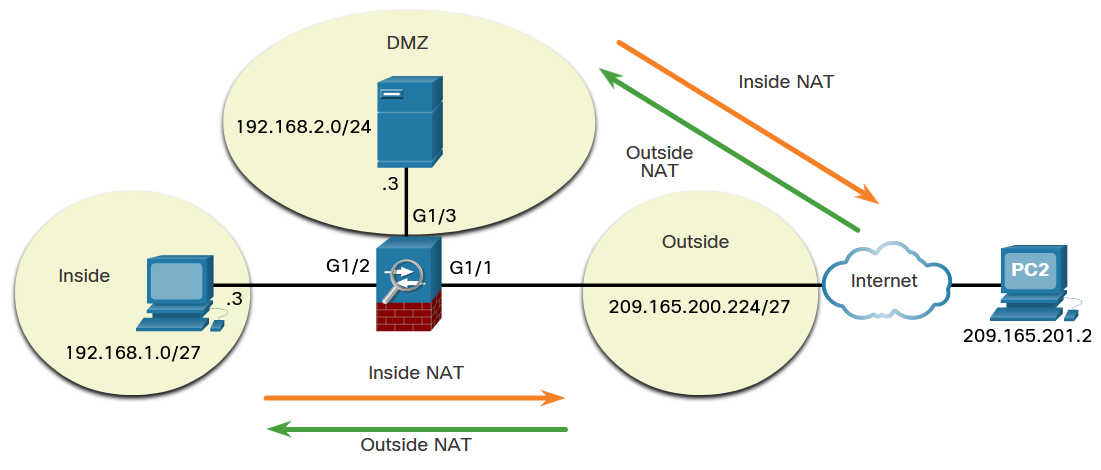 DMZ
192.168.2.0/24
.3
G1/3
Inside NAT
Outside
NAT
Inside
.3
192.168.1.0/27
G1/2
G1/1
Outside
209.165.200.224/27
Internet
PC2
209.165.201.2
Inside NAT
Outside NAT